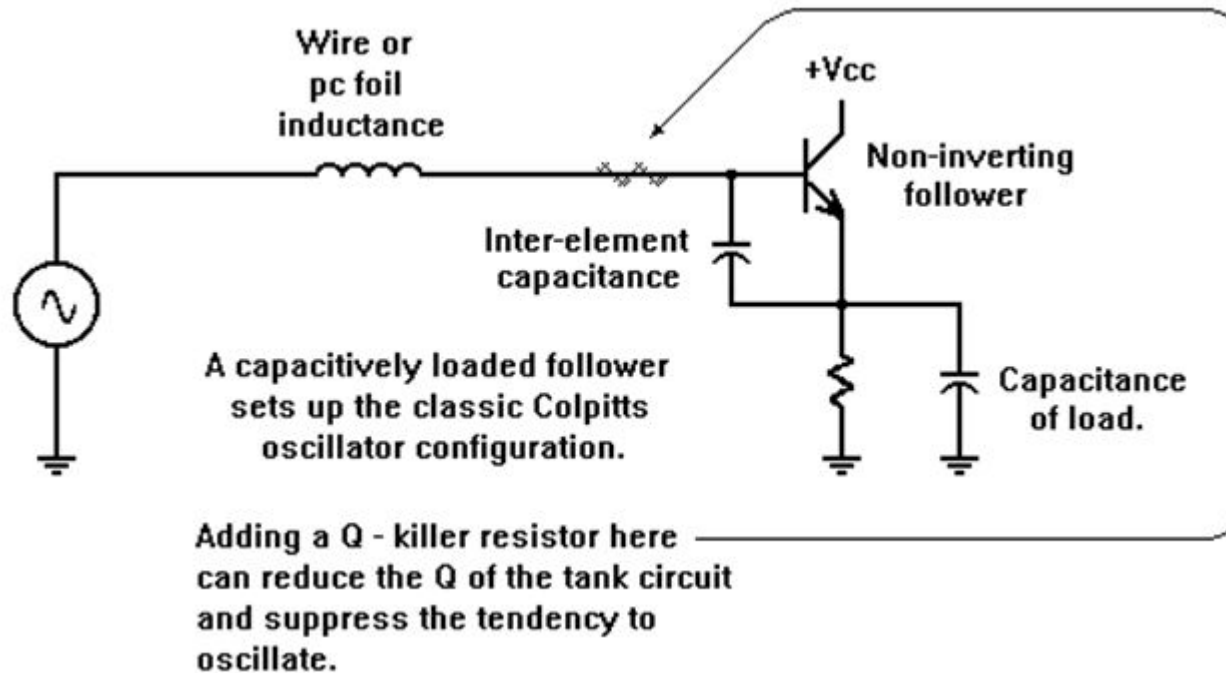 Wire or
pc foil
inductance
+Vcc
Non-inverting
follower
Inter-element
capacitance
A capacitively loaded follower
sets up the classic Colpitts
oscillator configuration.
Capacitance
of load.
Adding a Q - killer resistor here
can reduce the Q of the tank circuit
and suppress the tendency to
oscillate.